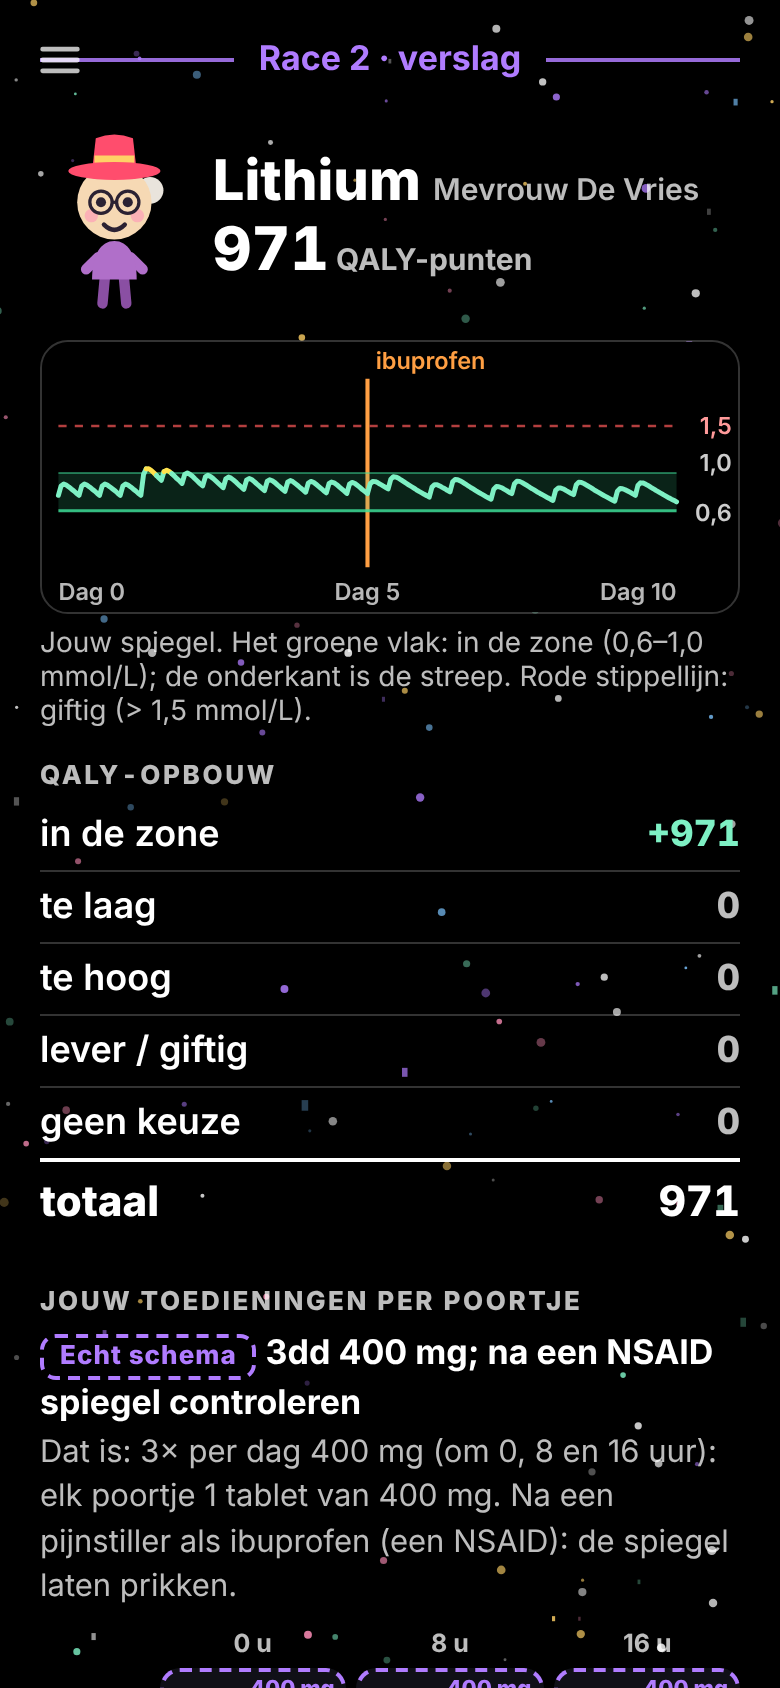 Race 2 · verslag
Lithium Mevrouw De Vries
971 QALY-punten
ibuprofen
1,5
1,0
0,6
Dag 0 Dag 5 Dag 10
Jouw spiegel. Het groene vlak: in de zone (0,6–1,0
mmol/L); de onderkant is de streep. Rode stippellijn:
giftig (> 1,5 mmol/L).
QALY-OPBOUW
in de zone +971
te laag 0
te hoog 0
lever / giftig 0
geen keuze 0
totaal 971
JOUW TOEDIENINGEN PER POORTJE
Echt schema 3dd 400 mg; na een NSAID
spiegel controleren
Dat is: 3× per dag 400 mg (om 0, 8 en 16 uur):
elk poortje 1 tablet van 400 mg. Na een
pijnstiller als ibuprofen (een NSAID): de spiegel
laten prikken.
0 u 8 u 16 u
400 mg 400 mg 400 mg